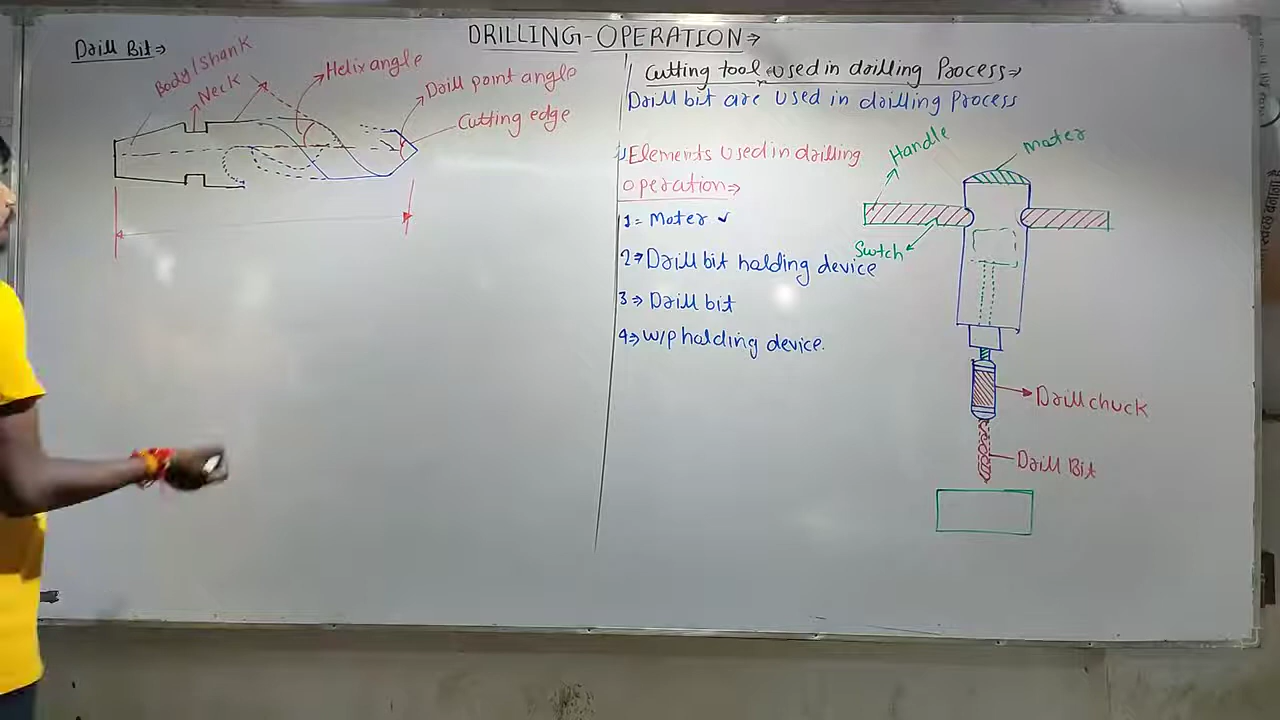 DRILLING-OPERATION⇒
Drill Bit⇒
Body/Shank
Neck
Helix angle
Drill point angle
Cutting edge
Cutting tool used in drilling Process⇒
Drill bit are used in drilling Process
Elements Used in drilling
Operation⇒
1= Moter ✓
2⇒ Drill bit holding device
3⇒ Drill bit
4⇒ W/P holding device.
Handle
Moter
Swtch
Drill chuck
Drill Bit